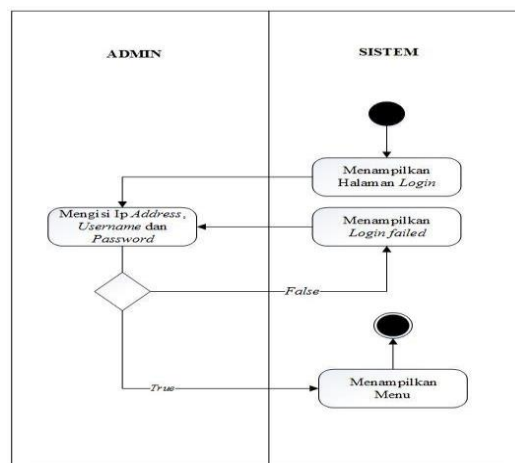 ADMIN
SISTEM
Menampilkan
Halaman Login
Mengisi Ip Address,
Username dan
Password
Menampilkan
Login failed
False
True
Menampilkan
Menu